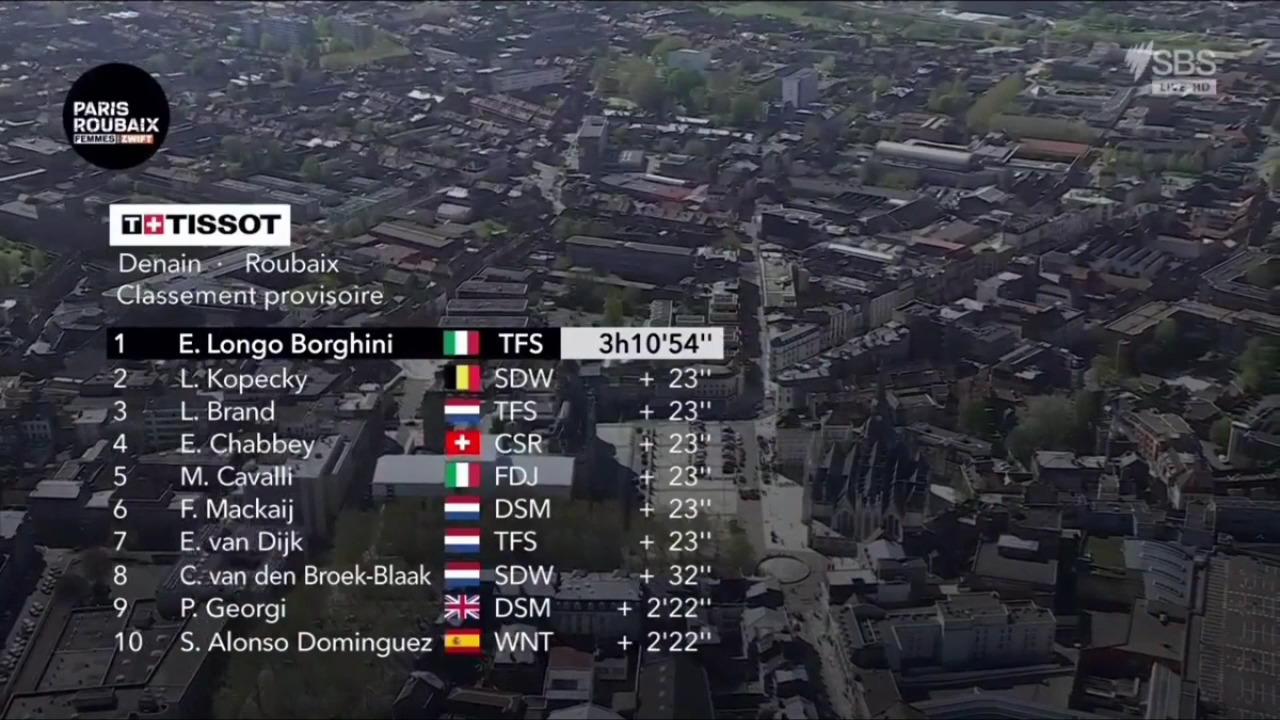 PARIS
ROUBAIX
FEMMES ZWIFT
SBS
LIVE HD
T+TISSOT
Denain · Roubaix
Classement provisoire
1 E. Longo Borghini TFS 3h10'54''
2 L. Kopecky SDW + 23''
3 L. Brand TFS + 23''
4 E. Chabbey CSR + 23''
5 M. Cavalli FDJ + 23''
6 F. Mackaij DSM + 23''
7 E. van Dijk TFS + 23''
8 C. van den Broek-Blaak SDW + 32''
9 P. Georgi DSM + 2'22''
10 S. Alonso Dominguez WNT + 2'22''